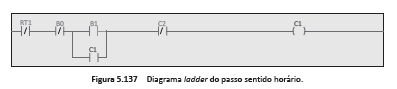 RT1 B0 B1 C2 C1
C1
Figura 5.137 Diagrama ladder do passo sentido horário.